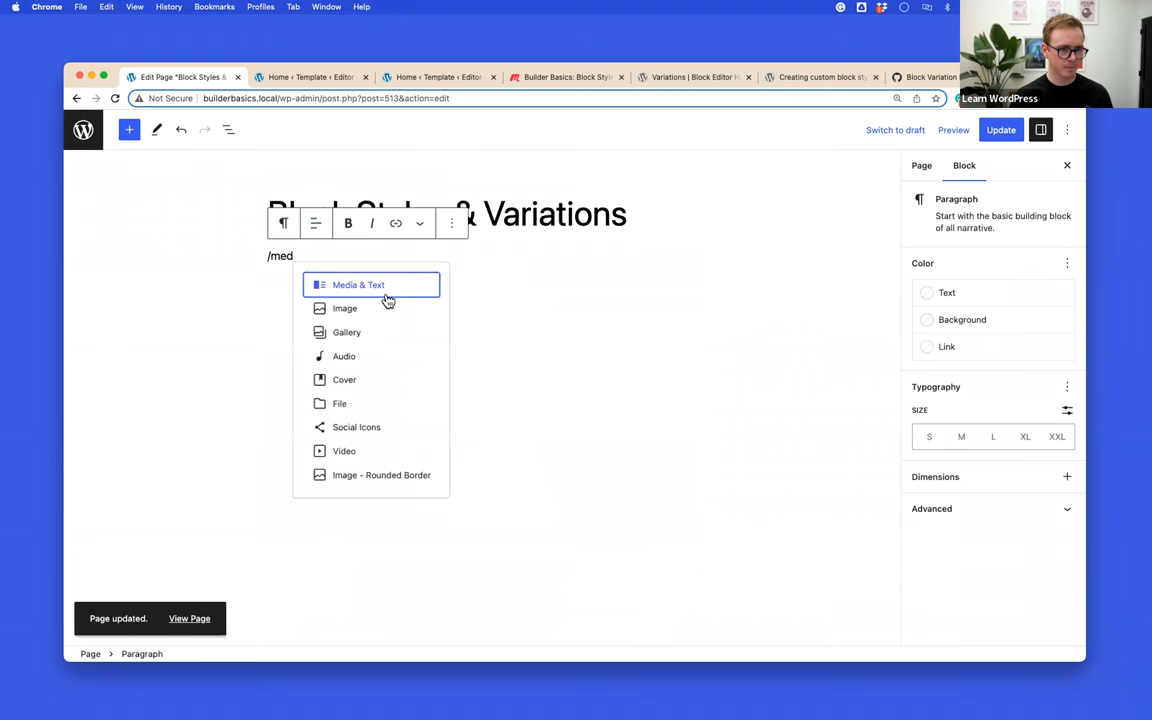 Chrome File Edit View History Bookmarks Profiles Tab Window Help
Edit Page "Block Styles &
Home ‹ Template ‹ Editor
Home ‹ Template ‹ Editor
Builder Basics: Block Style
Variations | Block Editor H
Creating custom block sty
Block Variation
Not Secure builderbasics.local/wp-admin/post.php?post=513&action=edit
Learn WordPress
Switch to draft Preview Update
Page Block
Paragraph
Start with the basic building block
of all narrative.
& Variations
/med
Media & Text
Image
Gallery
Audio
Cover
File
Social Icons
Video
Image - Rounded Border
Color
Text
Background
Link
Typography
SIZE
S M L XL XXL
Dimensions
Advanced
Page updated. View Page
Page › Paragraph